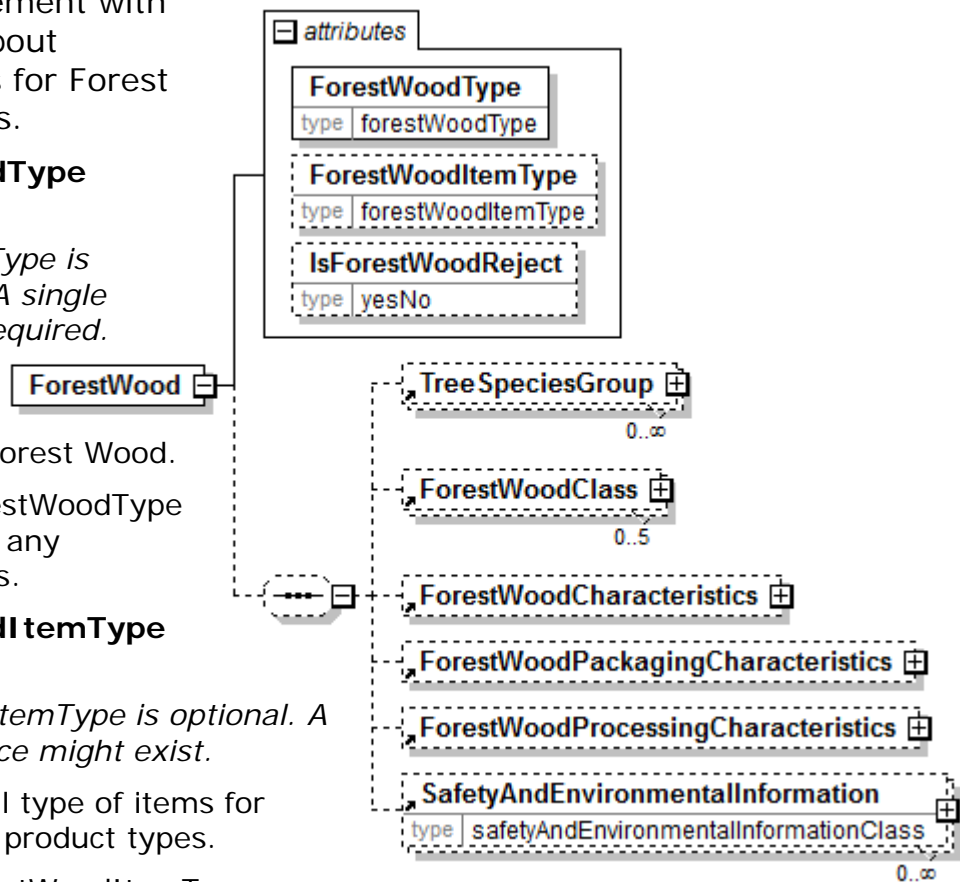 ement with
bout
s for Forest
s.
dType
Type is
A single
equired.
orest Wood.
estWoodType
any
s.
dItemType
temType is optional. A
ce might exist.
l type of items for
product types.
attributes
ForestWoodType
type forestWoodType
ForestWoodItemType
type forestWoodItemType
IsForestWoodReject
type yesNo
ForestWood
TreeSpeciesGroup
0..∞
ForestWoodClass
0..5
ForestWoodCharacteristics
ForestWoodPackagingCharacteristics
ForestWoodProcessingCharacteristics
SafetyAndEnvironmentalInformation
type safetyAndEnvironmentalInformationClass
0..∞